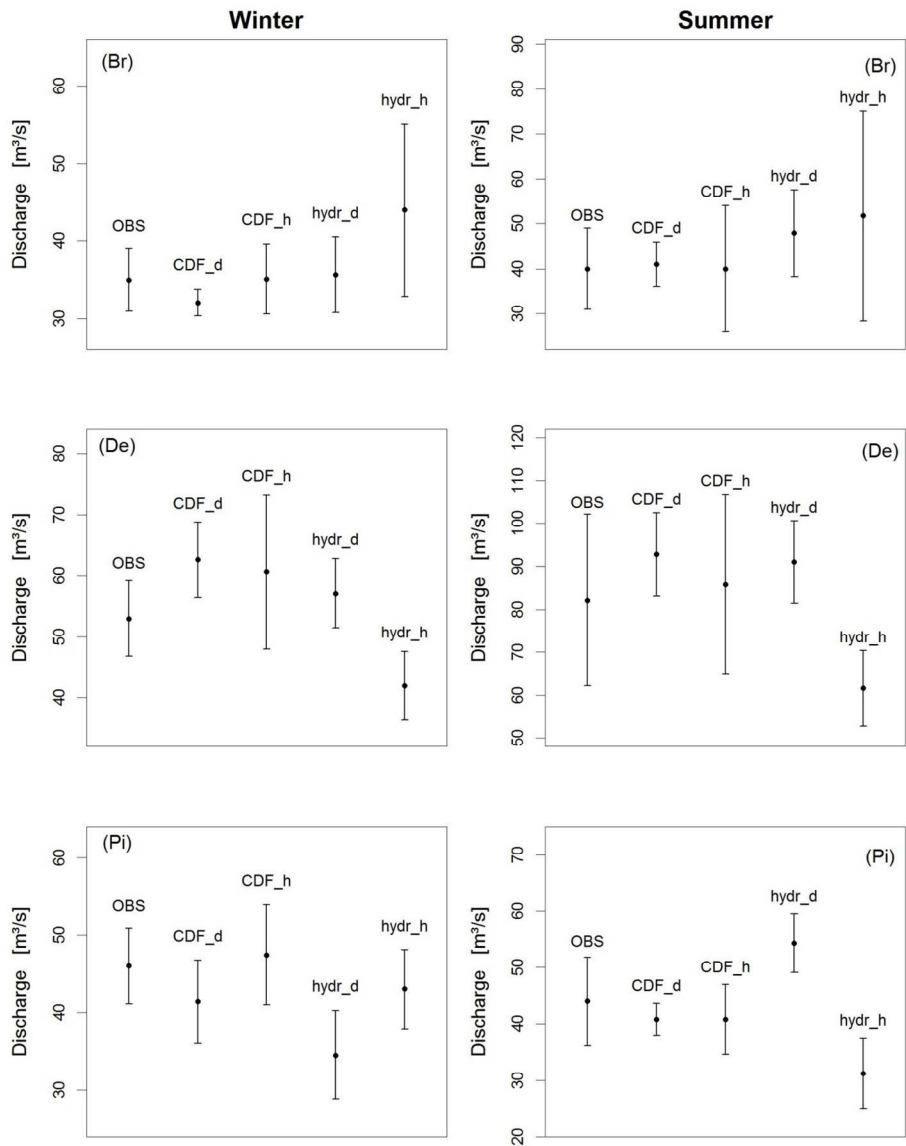 Winter
Summer
(Br)
Discharge [m³/s]
60
50
40
30
OBS
CDF_d
CDF_h
hydr_d
hydr_h
(Br)
Discharge [m³/s]
90
80
70
60
50
40
30
OBS
CDF_d
CDF_h
hydr_d
hydr_h
(De)
Discharge [m³/s]
80
70
60
50
40
OBS
CDF_d
CDF_h
hydr_d
hydr_h
(De)
Discharge [m³/s]
120
110
100
90
80
70
60
50
OBS
CDF_d
CDF_h
hydr_d
hydr_h
(Pi)
Discharge [m³/s]
60
50
40
30
OBS
CDF_d
CDF_h
hydr_d
hydr_h
(Pi)
Discharge [m³/s]
70
60
50
40
30
20
OBS
CDF_d
CDF_h
hydr_d
hydr_h